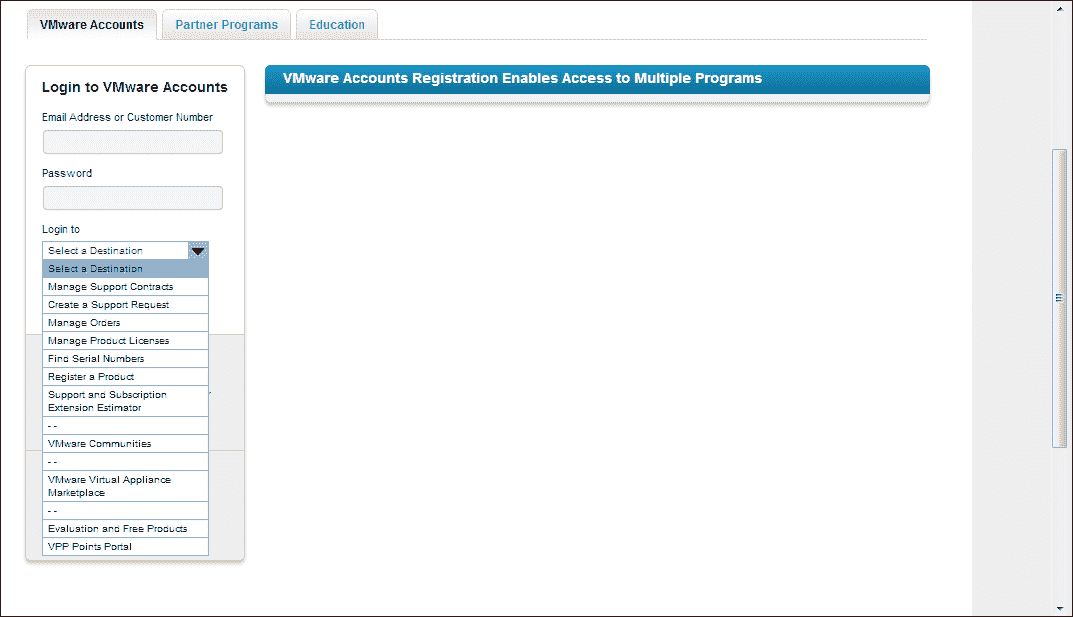 VMware Accounts
Partner Programs
Education
Login to VMware Accounts
Email Address or Customer Number
Password
Login to
Select a Destination
Select a Destination
Manage Support Contracts
Create a Support Request
Manage Orders
Manage Product Licenses
Find Serial Numbers
Register a Product
Support and Subscription
Extension Estimator
- -
VMware Communities
- -
VMware Virtual Appliance
Marketplace
- -
Evaluation and Free Products
VPP Points Portal
VMware Accounts Registration Enables Access to Multiple Programs